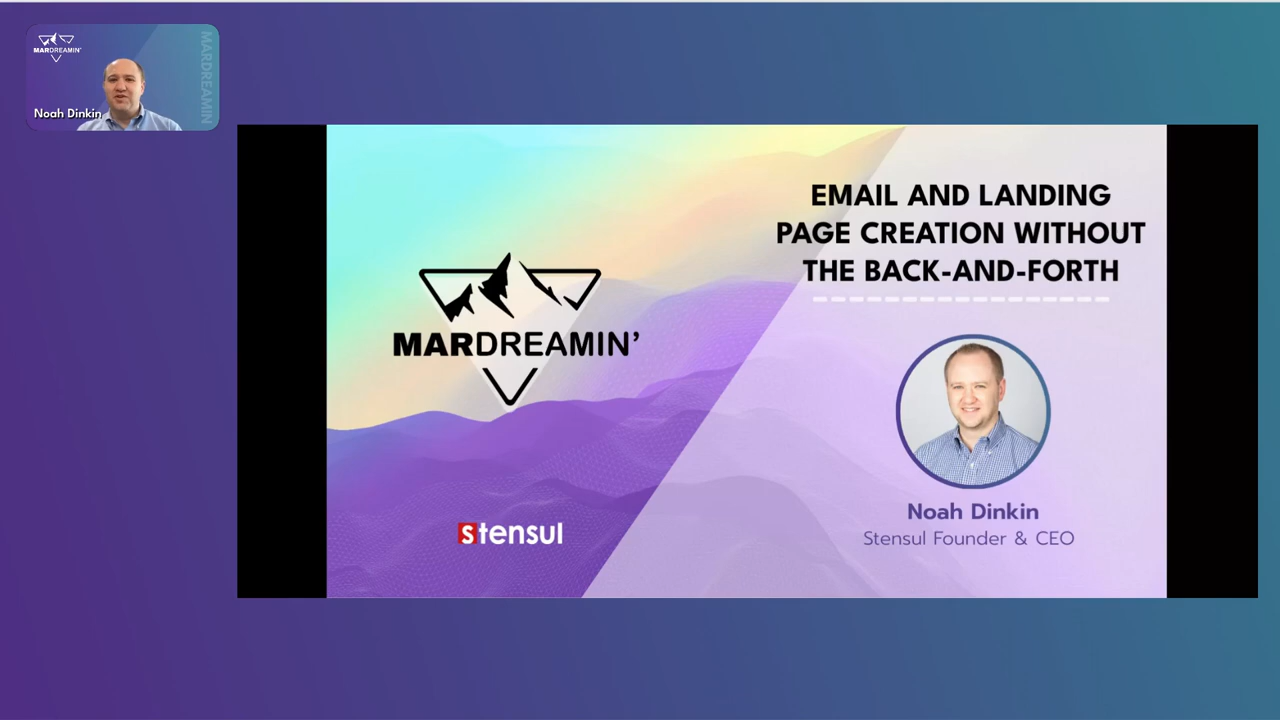 MARDREAMIN'
MARDREAMIN
Noah Dinkin
EMAIL AND LANDING
PAGE CREATION WITHOUT
THE BACK-AND-FORTH
MARDREAMIN’
Noah Dinkin
Stensul Founder & CEO
stensul